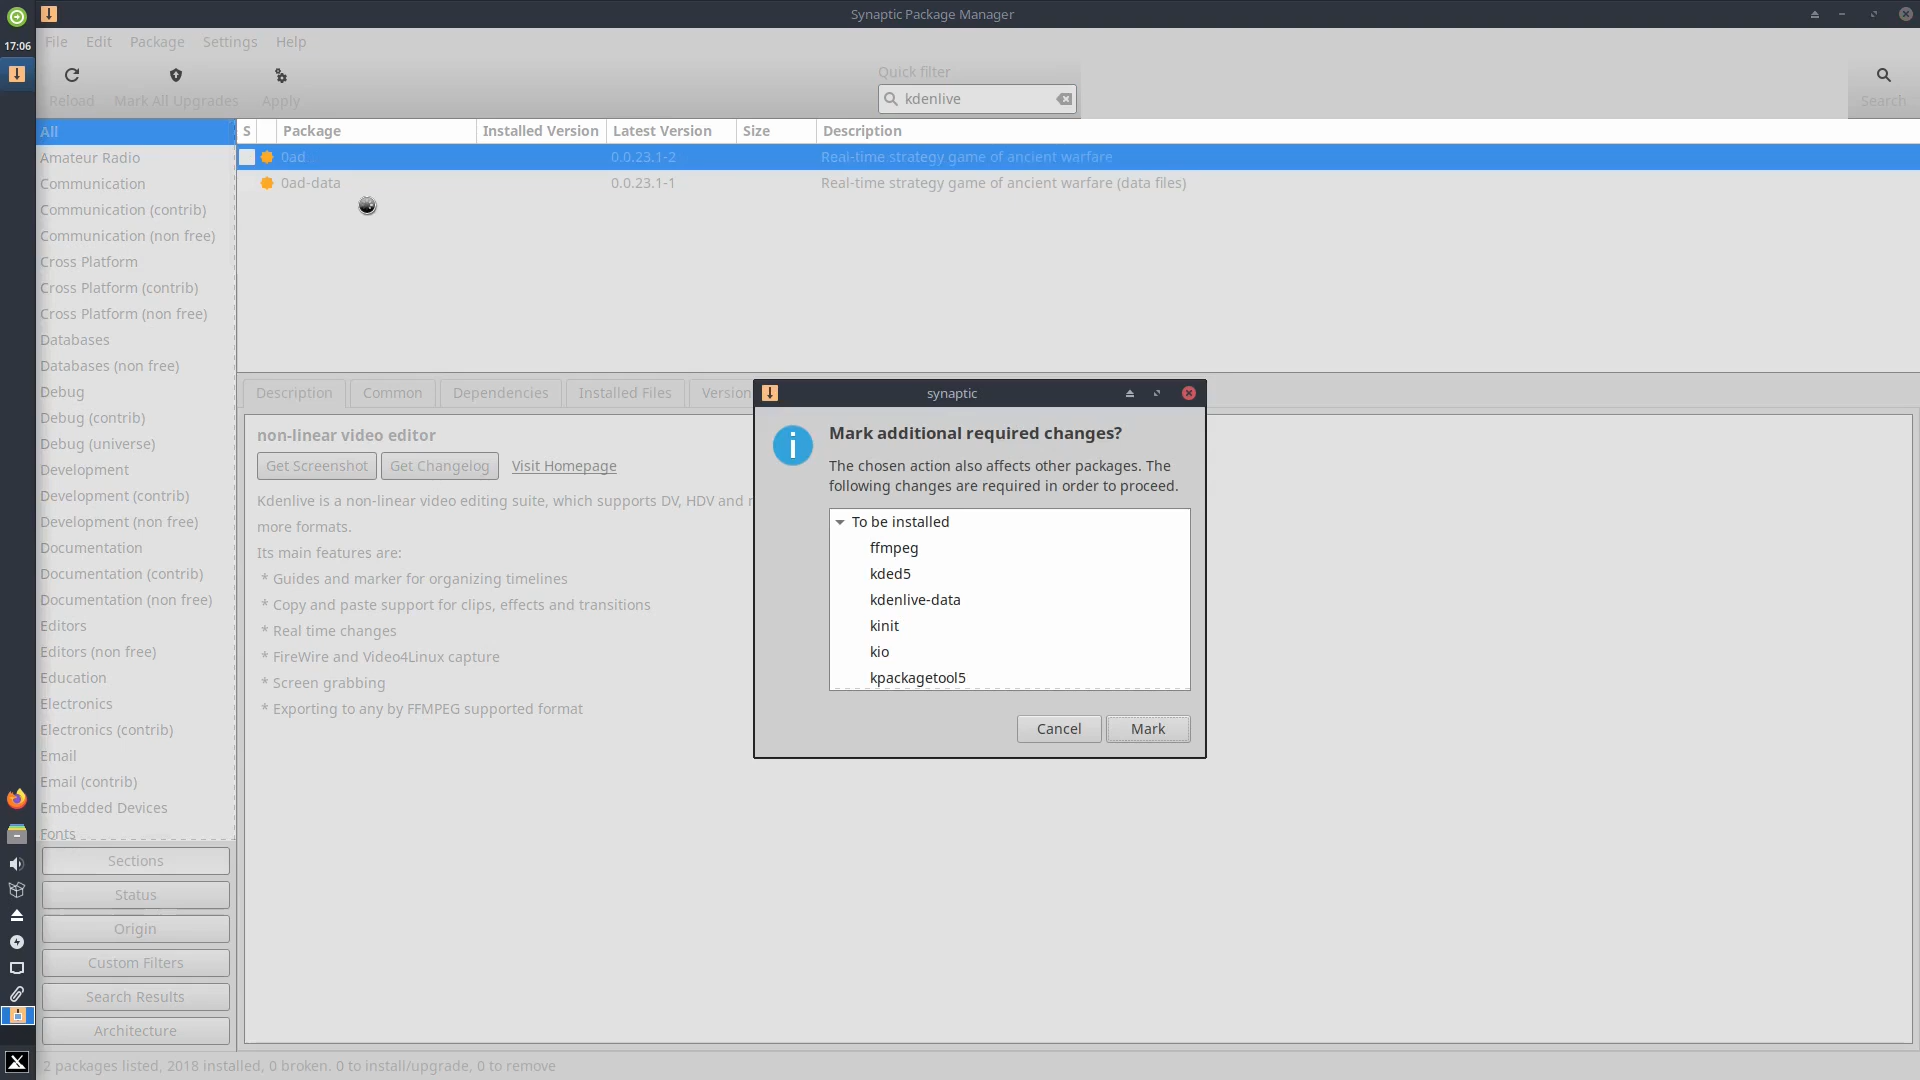 Synaptic Package Manager
17:06
File Edit Package Settings Help
Reload Mark All Upgrades Apply
Quick filter
kdenlive
Search
S Package Installed Version Latest Version Size Description
0ad 0.0.23.1-2 Real-time strategy game of ancient warfare
0ad-data 0.0.23.1-1 Real-time strategy game of ancient warfare (data files)
All
Amateur Radio
Communication
Communication (contrib)
Communication (non free)
Cross Platform
Cross Platform (contrib)
Cross Platform (non free)
Databases
Databases (non free)
Debug
Debug (contrib)
Debug (universe)
Development
Development (contrib)
Development (non free)
Documentation
Documentation (contrib)
Documentation (non free)
Editors
Editors (non free)
Education
Electronics
Electronics (contrib)
Email
Email (contrib)
Embedded Devices
Fonts
Sections
Status
Origin
Custom Filters
Search Results
Architecture
Description Common Dependencies Installed Files Version
non-linear video editor
Get Screenshot Get Changelog Visit Homepage
Kdenlive is a non-linear video editing suite, which supports DV, HDV and
more formats.
Its main features are:
* Guides and marker for organizing timelines
* Copy and paste support for clips, effects and transitions
* Real time changes
* FireWire and Video4Linux capture
* Screen grabbing
* Exporting to any by FFMPEG supported format
synaptic
Mark additional required changes?
The chosen action also affects other packages. The
following changes are required in order to proceed.
To be installed
ffmpeg
kded5
kdenlive-data
kinit
kio
kpackagetool5
Cancel Mark
2 packages listed, 2018 installed, 0 broken. 0 to install/upgrade, 0 to remove